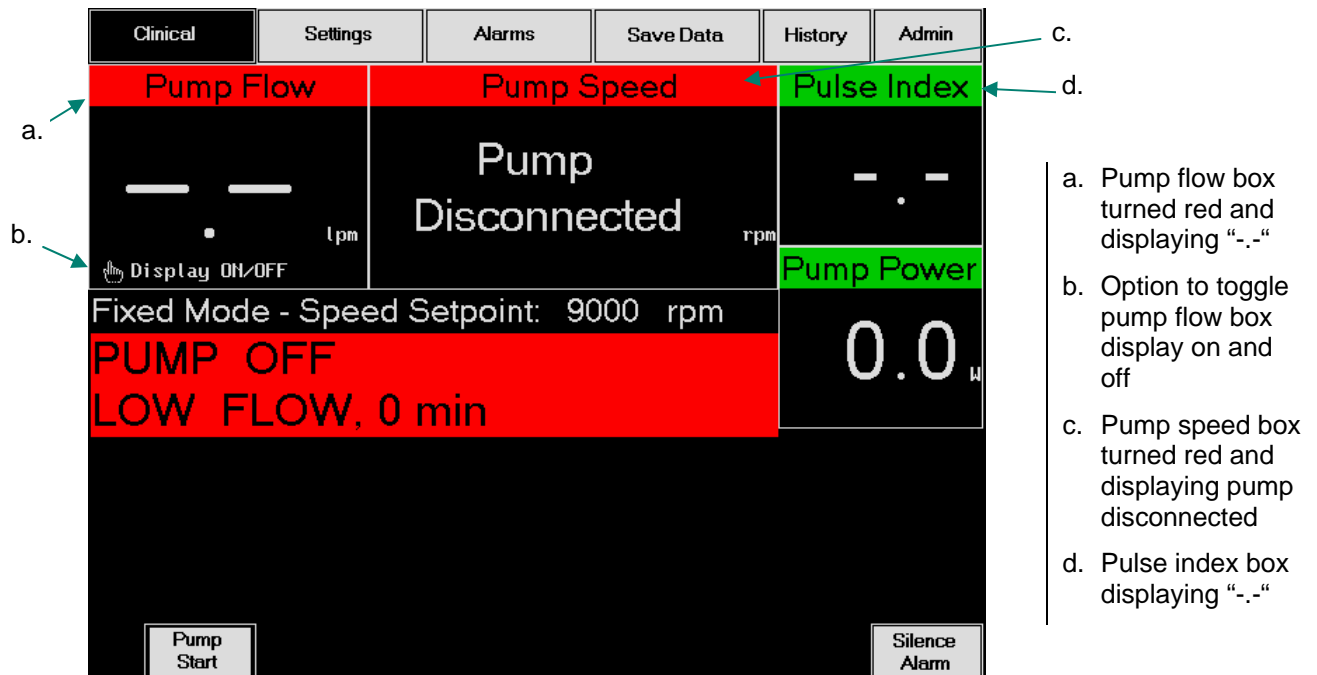 Clinical
Settings
Alarms
Save Data
History
Admin
c.
Pump Flow
Pump Speed
Pulse Index
d.
a.
-- --
.
lpm
Pump
Disconnected
rpm
-.-
b.
Display ON/OFF
Pump Power
Fixed Mode - Speed Setpoint: 9000 rpm
0.0 W
PUMP OFF
LOW FLOW, 0 min
Pump
Start
Silence
Alarm
a. Pump flow box
turned red and
displaying “-.-“
b. Option to toggle
pump flow box
display on and
off
c. Pump speed box
turned red and
displaying pump
disconnected
d. Pulse index box
displaying “-.-“